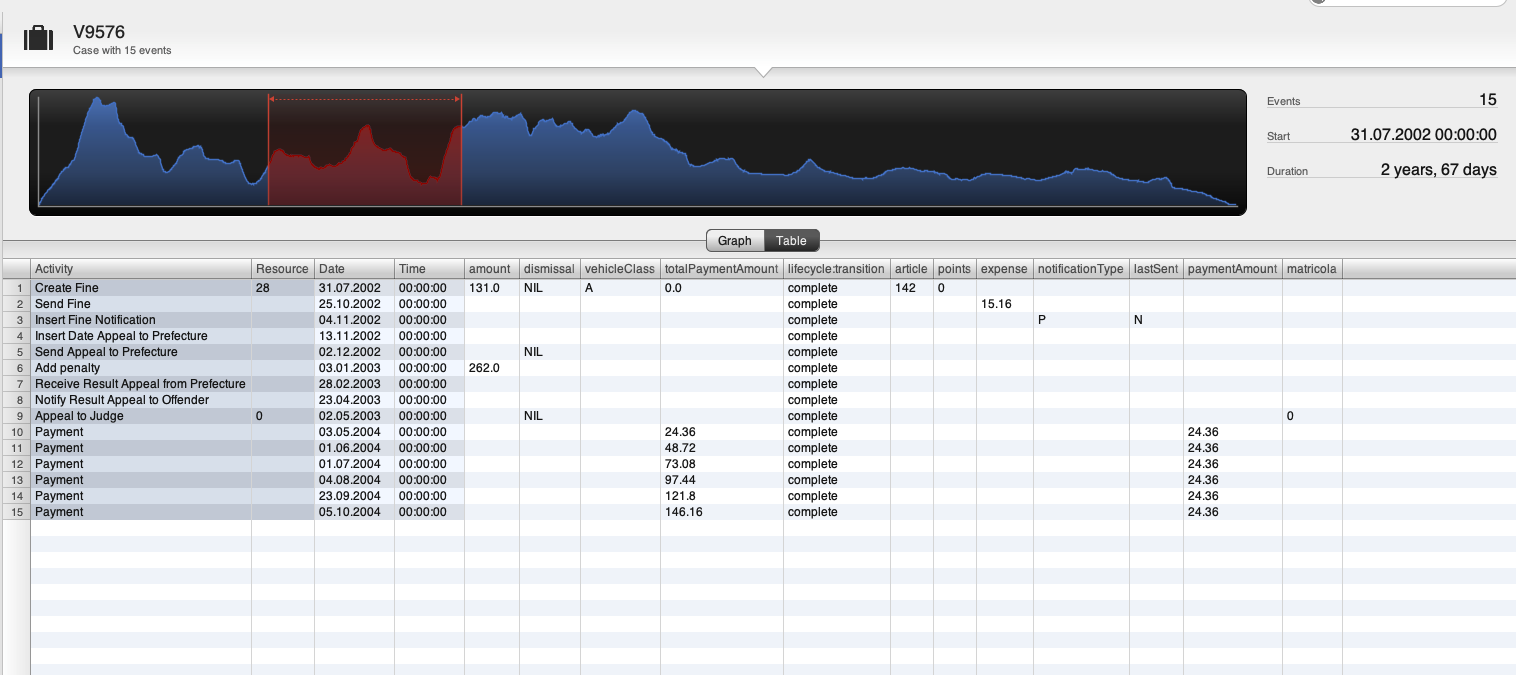 V9576
Case with 15 events
Events 15
Start 31.07.2002 00:00:00
Duration 2 years, 67 days
Graph Table
Activity Resource Date Time amount dismissal vehicleClass totalPaymentAmount lifecycle:transition article points expense notificationType lastSent paymentAmount matricola
1 Create Fine 28 31.07.2002 00:00:00 131.0 NIL A 0.0 complete 142 0
2 Send Fine 25.10.2002 00:00:00 complete 15.16
3 Insert Fine Notification 04.11.2002 00:00:00 complete P N
4 Insert Date Appeal to Prefecture 13.11.2002 00:00:00 complete
5 Send Appeal to Prefecture 02.12.2002 00:00:00 NIL complete
6 Add penalty 03.01.2003 00:00:00 262.0 complete
7 Receive Result Appeal from Prefecture 28.02.2003 00:00:00 complete
8 Notify Result Appeal to Offender 23.04.2003 00:00:00 complete
9 Appeal to Judge 0 02.05.2003 00:00:00 NIL complete 0
10 Payment 03.05.2004 00:00:00 24.36 complete 24.36
11 Payment 01.06.2004 00:00:00 48.72 complete 24.36
12 Payment 01.07.2004 00:00:00 73.08 complete 24.36
13 Payment 04.08.2004 00:00:00 97.44 complete 24.36
14 Payment 23.09.2004 00:00:00 121.8 complete 24.36
15 Payment 05.10.2004 00:00:00 146.16 complete 24.36